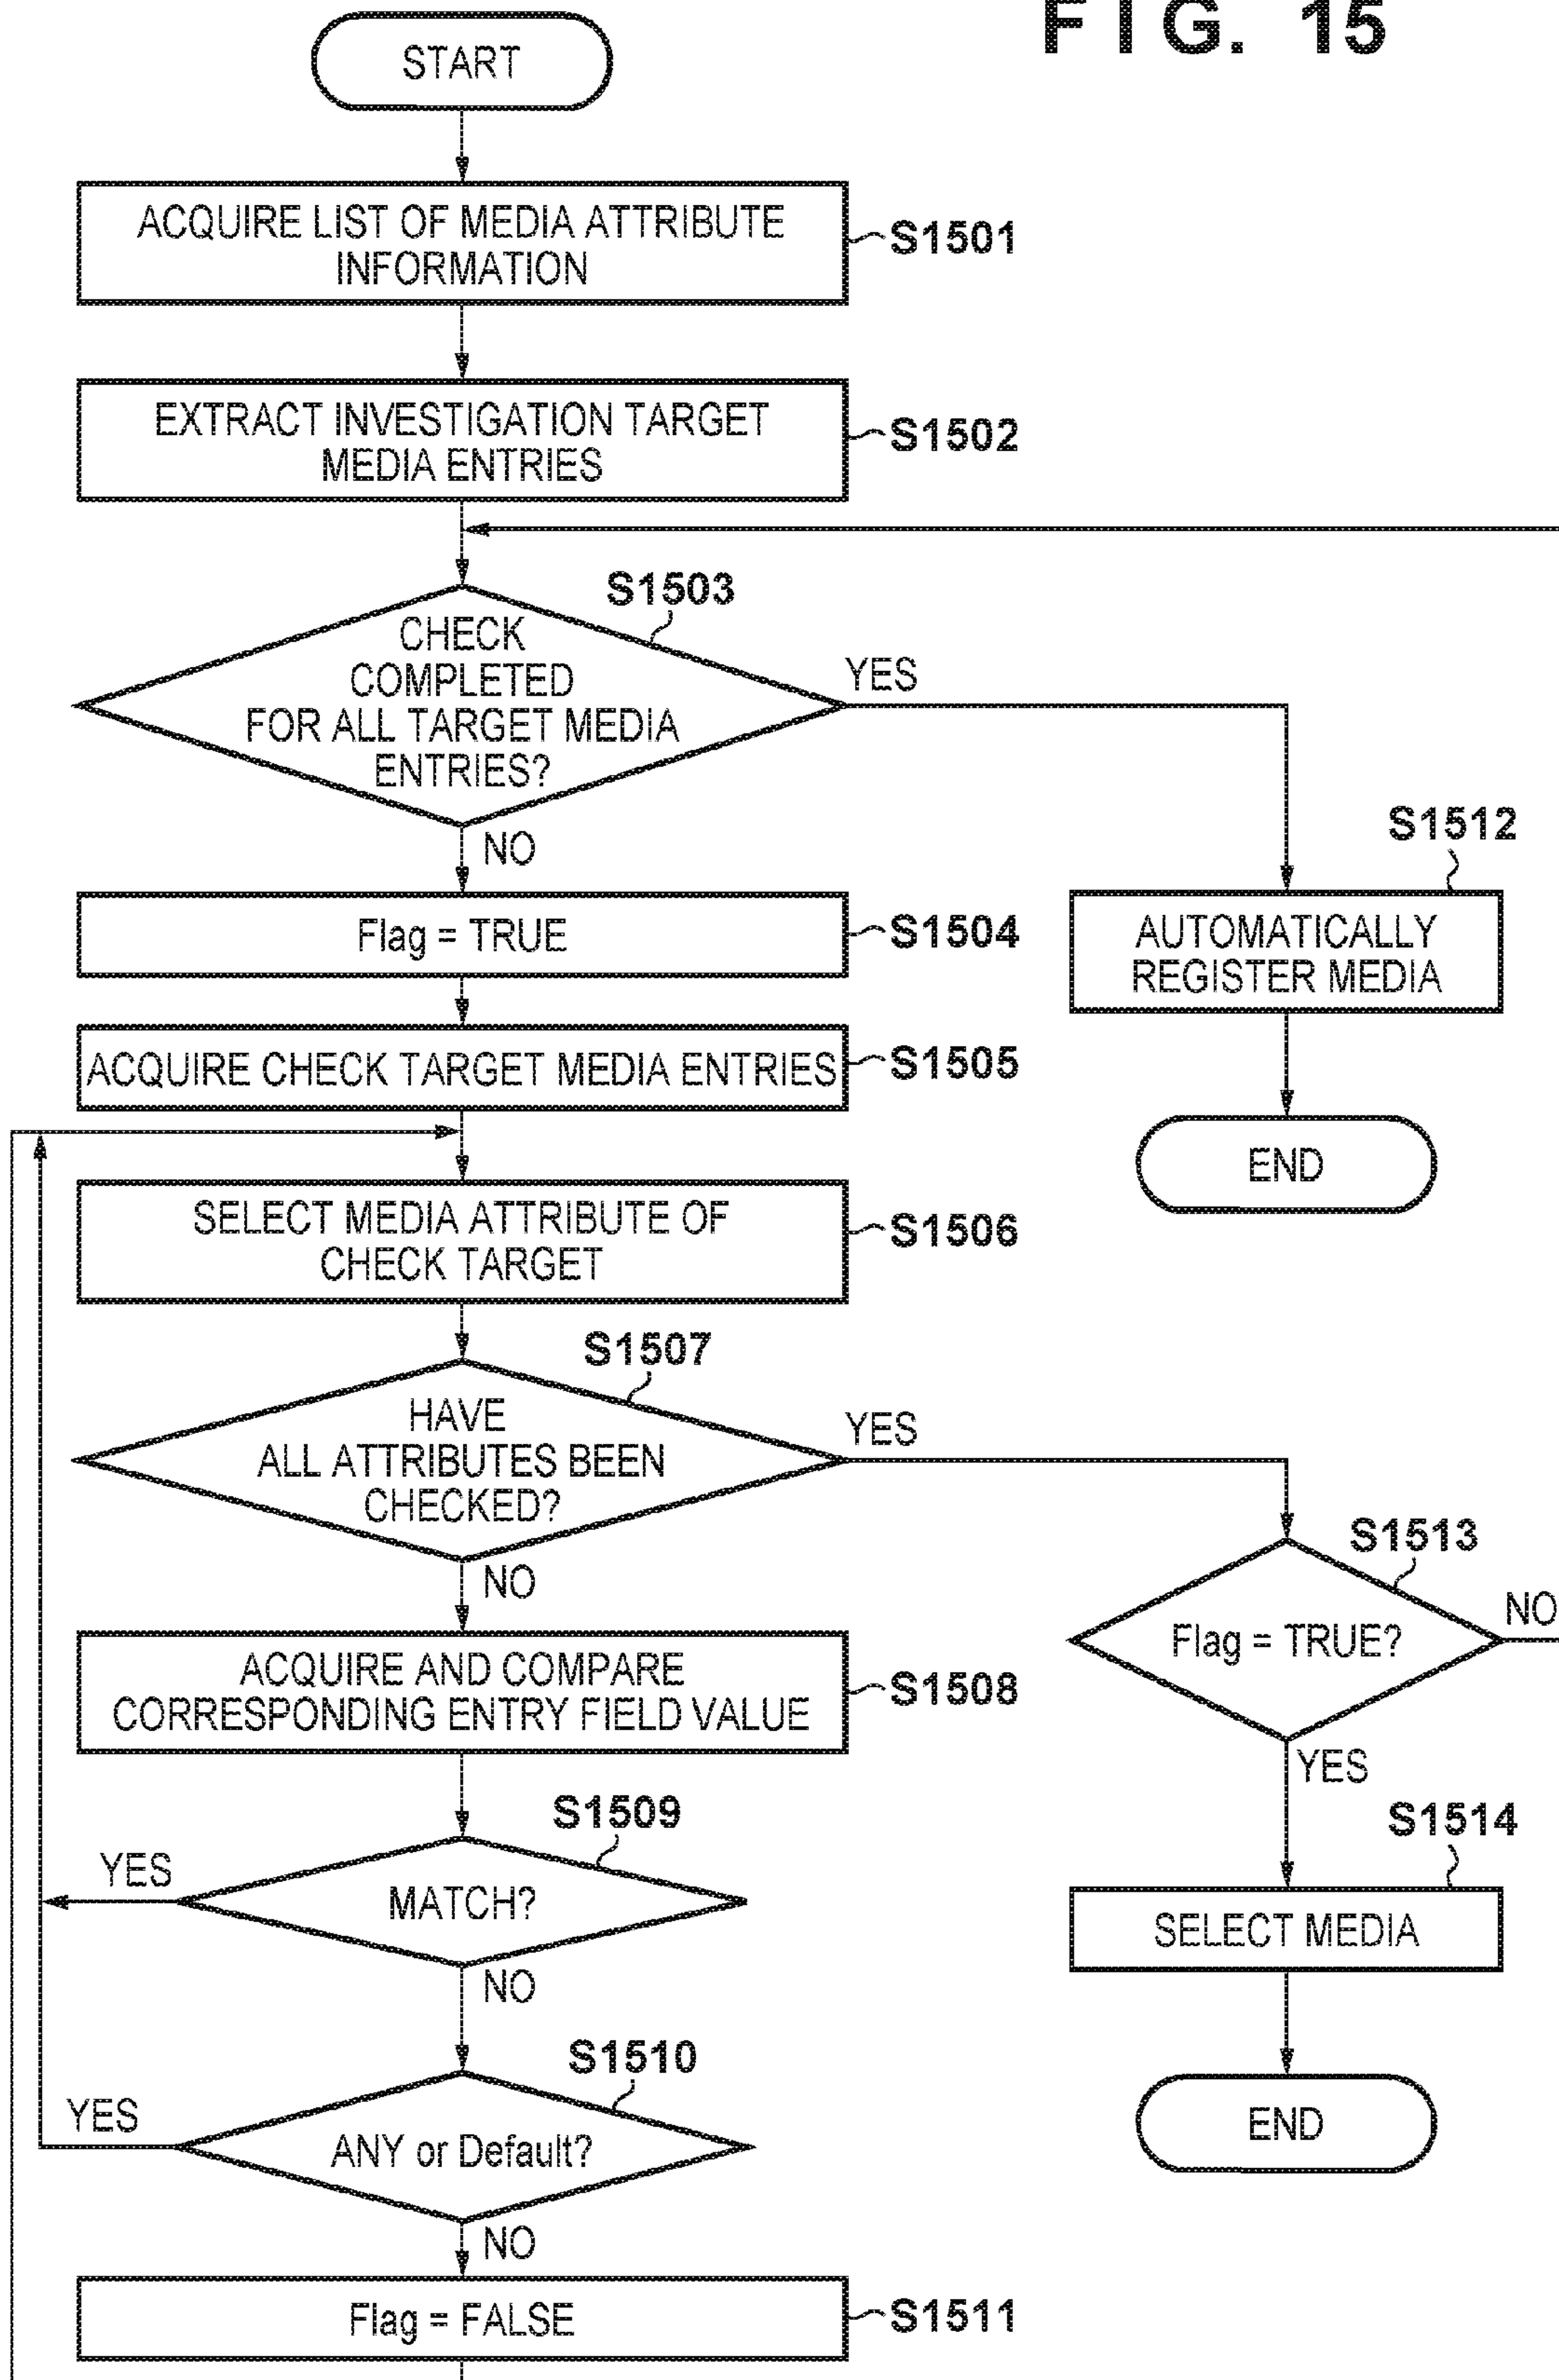 FIG. 15
START
ACQUIRE LIST OF MEDIA ATTRIBUTE
INFORMATION
S1501
EXTRACT INVESTIGATION TARGET
MEDIA ENTRIES
S1502
S1503
CHECK
COMPLETED
FOR ALL TARGET MEDIA
ENTRIES?
YES
NO
S1512
AUTOMATICALLY
REGISTER MEDIA
END
Flag = TRUE
S1504
ACQUIRE CHECK TARGET MEDIA ENTRIES
S1505
SELECT MEDIA ATTRIBUTE OF
CHECK TARGET
S1506
S1507
HAVE
ALL ATTRIBUTES BEEN
CHECKED?
YES
NO
S1513
Flag = TRUE?
NO
YES
ACQUIRE AND COMPARE
CORRESPONDING ENTRY FIELD VALUE
S1508
S1509
MATCH?
YES
NO
S1514
SELECT MEDIA
END
S1510
ANY or Default?
YES
NO
Flag = FALSE
S1511